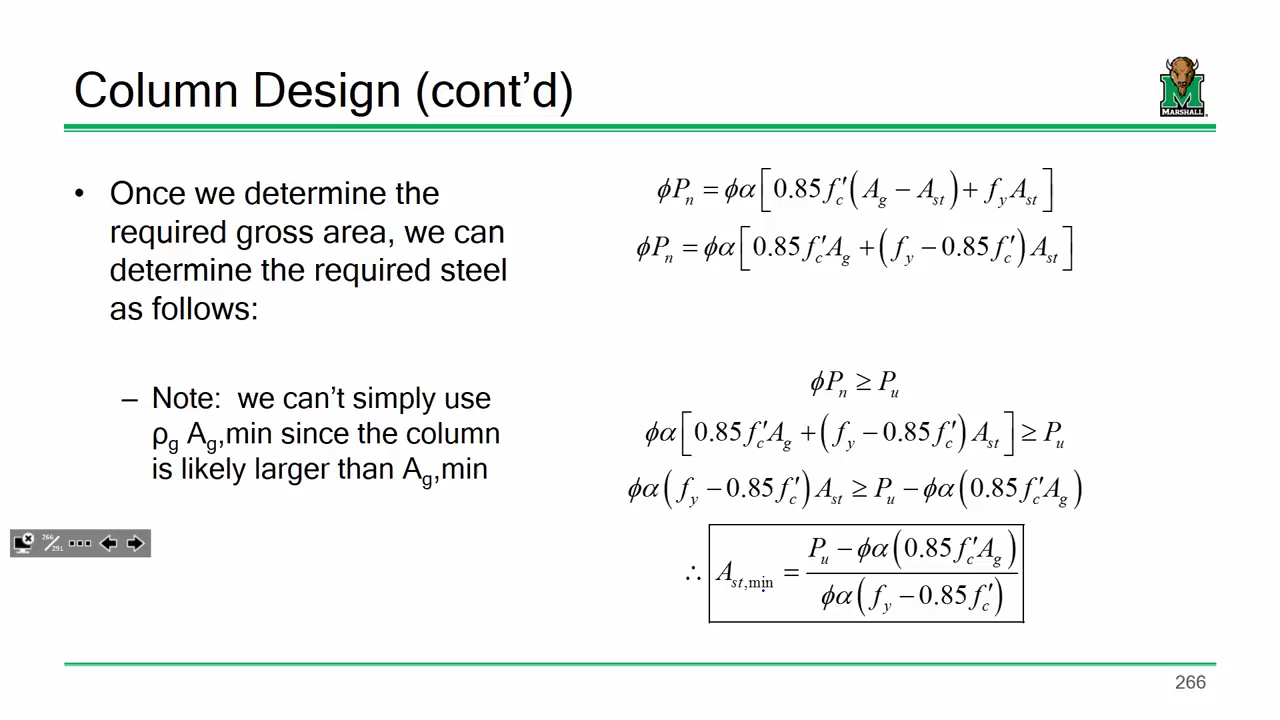 Column Design (cont’d)
MARSHALL
• Once we determine the
required gross area, we can
determine the required steel
as follows:
– Note: we can’t simply use
ρg Ag,min since the column
is likely larger than Ag,min
ϕPn = ϕα[0.85f′c(Ag − Ast) + fyAst]
ϕPn = ϕα[0.85f′cAg + (fy − 0.85f′c)Ast]
ϕPn ≥ Pu
ϕα[0.85f′cAg + (fy − 0.85f′c)Ast] ≥ Pu
ϕα(fy − 0.85f′c)Ast ≥ Pu − ϕα(0.85f′cAg)
∴ Ast,min = (Pu − ϕα(0.85f′cAg)) / (ϕα(fy − 0.85f′c))
266/291
266